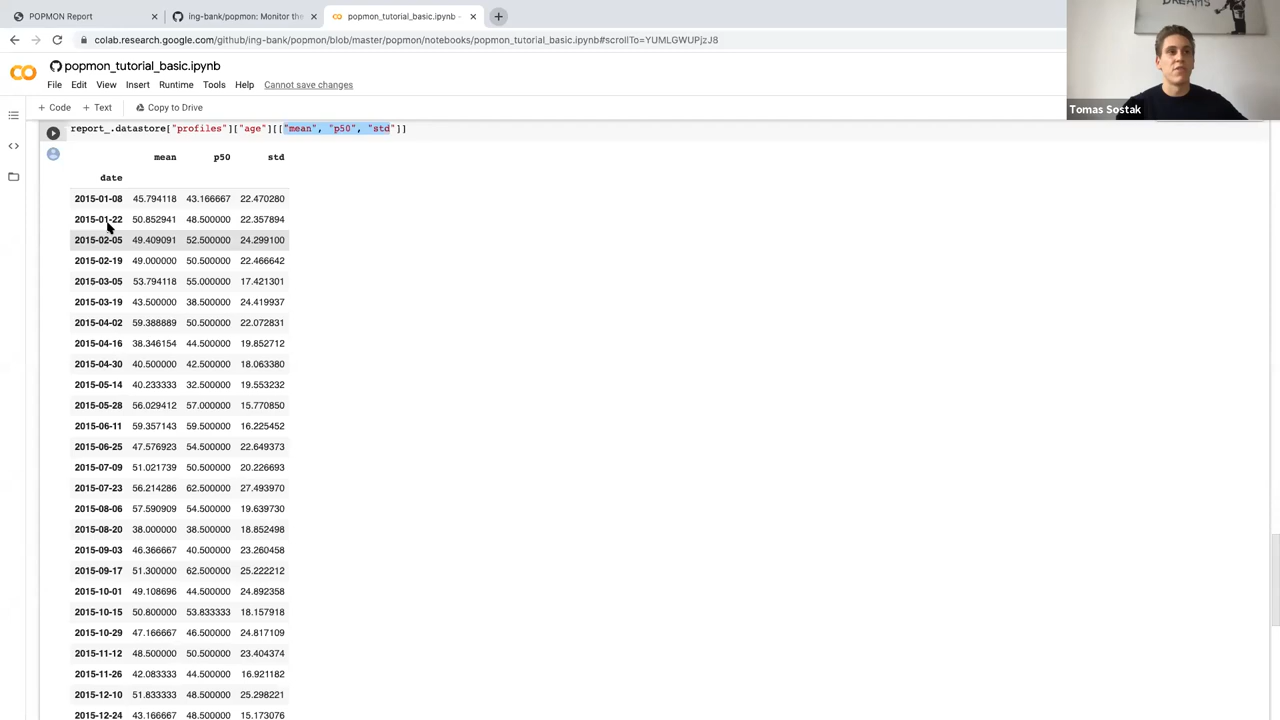 POPMON Report
ing-bank/popmon: Monitor the
popmon_tutorial_basic.ipynb -
colab.research.google.com/github/ing-bank/popmon/blob/master/popmon/notebooks/popmon_tutorial_basic.ipynb#scrollTo=YUMLGWUPjzJ8
DREAMS
Tomas Sostak
popmon_tutorial_basic.ipynb
File Edit View Insert Runtime Tools Help Cannot save changes
+ Code + Text Copy to Drive
report_.datastore["profiles"]["age"][["mean", "p50", "std"]]
mean p50 std
date
2015-01-08 45.794118 43.166667 22.470280
2015-01-22 50.852941 48.500000 22.357894
2015-02-05 49.409091 52.500000 24.299100
2015-02-19 49.000000 50.500000 22.466642
2015-03-05 53.794118 55.000000 17.421301
2015-03-19 43.500000 38.500000 24.419937
2015-04-02 59.388889 50.500000 22.072831
2015-04-16 38.346154 44.500000 19.852712
2015-04-30 40.500000 42.500000 18.063380
2015-05-14 40.233333 32.500000 19.553232
2015-05-28 56.029412 57.000000 15.770850
2015-06-11 59.357143 59.500000 16.225452
2015-06-25 47.576923 54.500000 22.649373
2015-07-09 51.021739 50.500000 20.226693
2015-07-23 56.214286 62.500000 27.493970
2015-08-06 57.590909 54.500000 19.639730
2015-08-20 38.000000 38.500000 18.852498
2015-09-03 46.366667 40.500000 23.260458
2015-09-17 51.300000 62.500000 25.222212
2015-10-01 49.108696 44.500000 24.892358
2015-10-15 50.800000 53.833333 18.157918
2015-10-29 47.166667 46.500000 24.817109
2015-11-12 48.500000 50.500000 23.404374
2015-11-26 42.083333 44.500000 16.921182
2015-12-10 51.833333 48.500000 25.298221
2015-12-24 43.166667 48.500000 15.173076